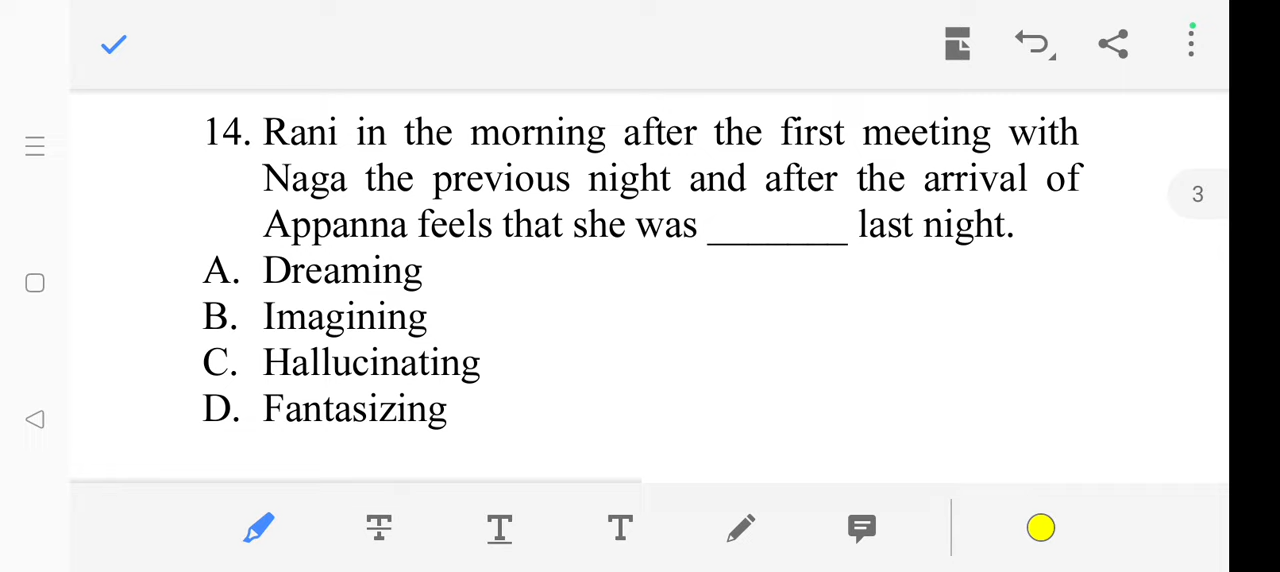 14. Rani in the morning after the first meeting with
Naga the previous night and after the arrival of
Appanna feels that she was _______ last night.
A. Dreaming
B. Imagining
C. Hallucinating
D. Fantasizing
3
T
T
T